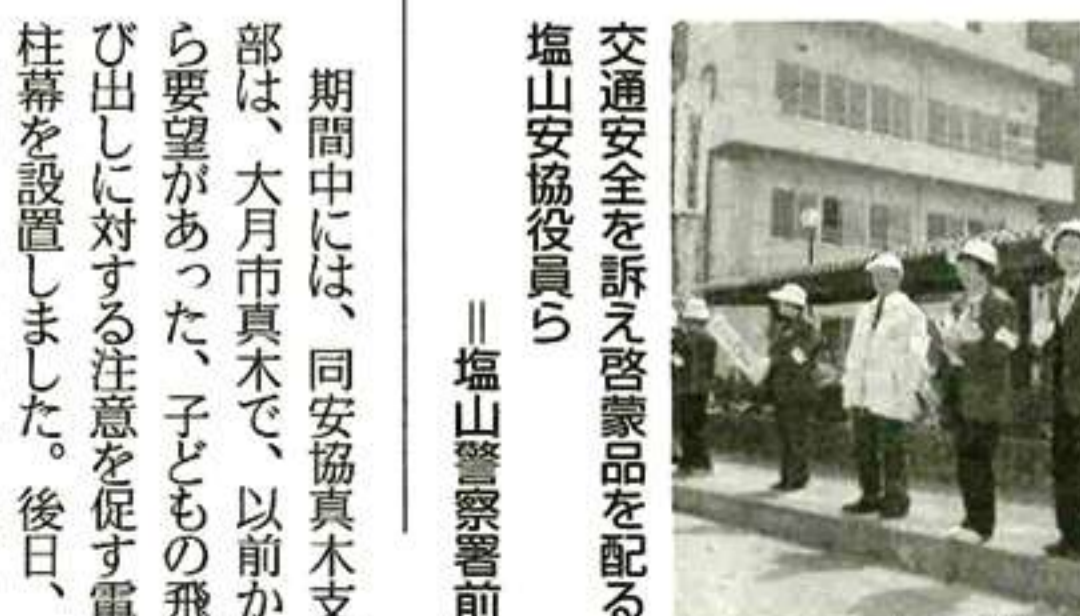 交通安全を訴え啓蒙品を配る
塩山安協役員ら
＝塩山警察署前
期間中には、同安協真木支
部は、大月市真木で、以前か
ら要望があった、子どもの飛
び出しに対する注意を促す電
柱幕を設置しました。後日、